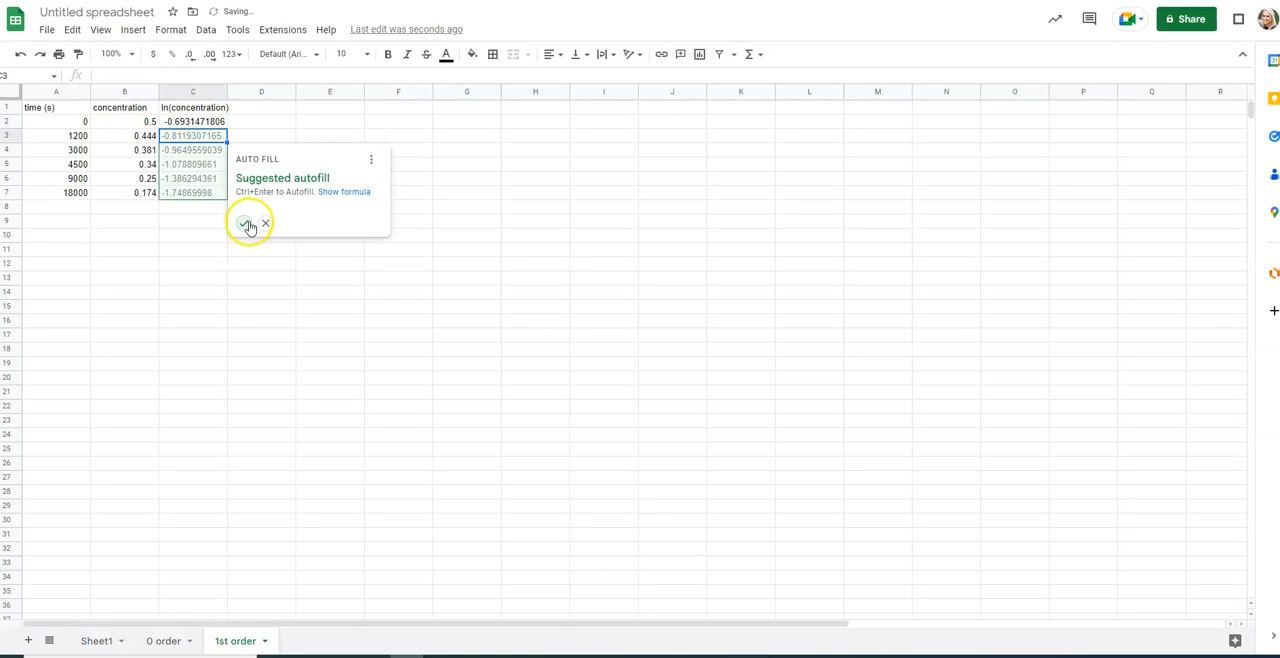 Untitled spreadsheet Saving...
File Edit View Insert Format Data Tools Extensions Help Last edit was seconds ago
Share
100% $ % .0 .00 123 Default (Ari... 10 B I S A Σ
C3 fx
A B C D E F G H I J K L M N O P Q R
1 time (s) concentration ln(concentration)
2 0 0.5 -0.6931471806
3 1200 0.444 -0.8119307165
4 3000 0.381 -0.9649559039
5 4500 0.34 -1.078809661
6 9000 0.25 -1.386294361
7 18000 0.174 -1.74869998
AUTO FILL
Suggested autofill
Ctrl+Enter to Autofill. Show formula
8
9
10
11
12
13
14
15
16
17
18
19
20
21
22
23
24
25
26
27
28
29
30
31
32
33
34
35
36
37
Sheet1 0 order 1st order